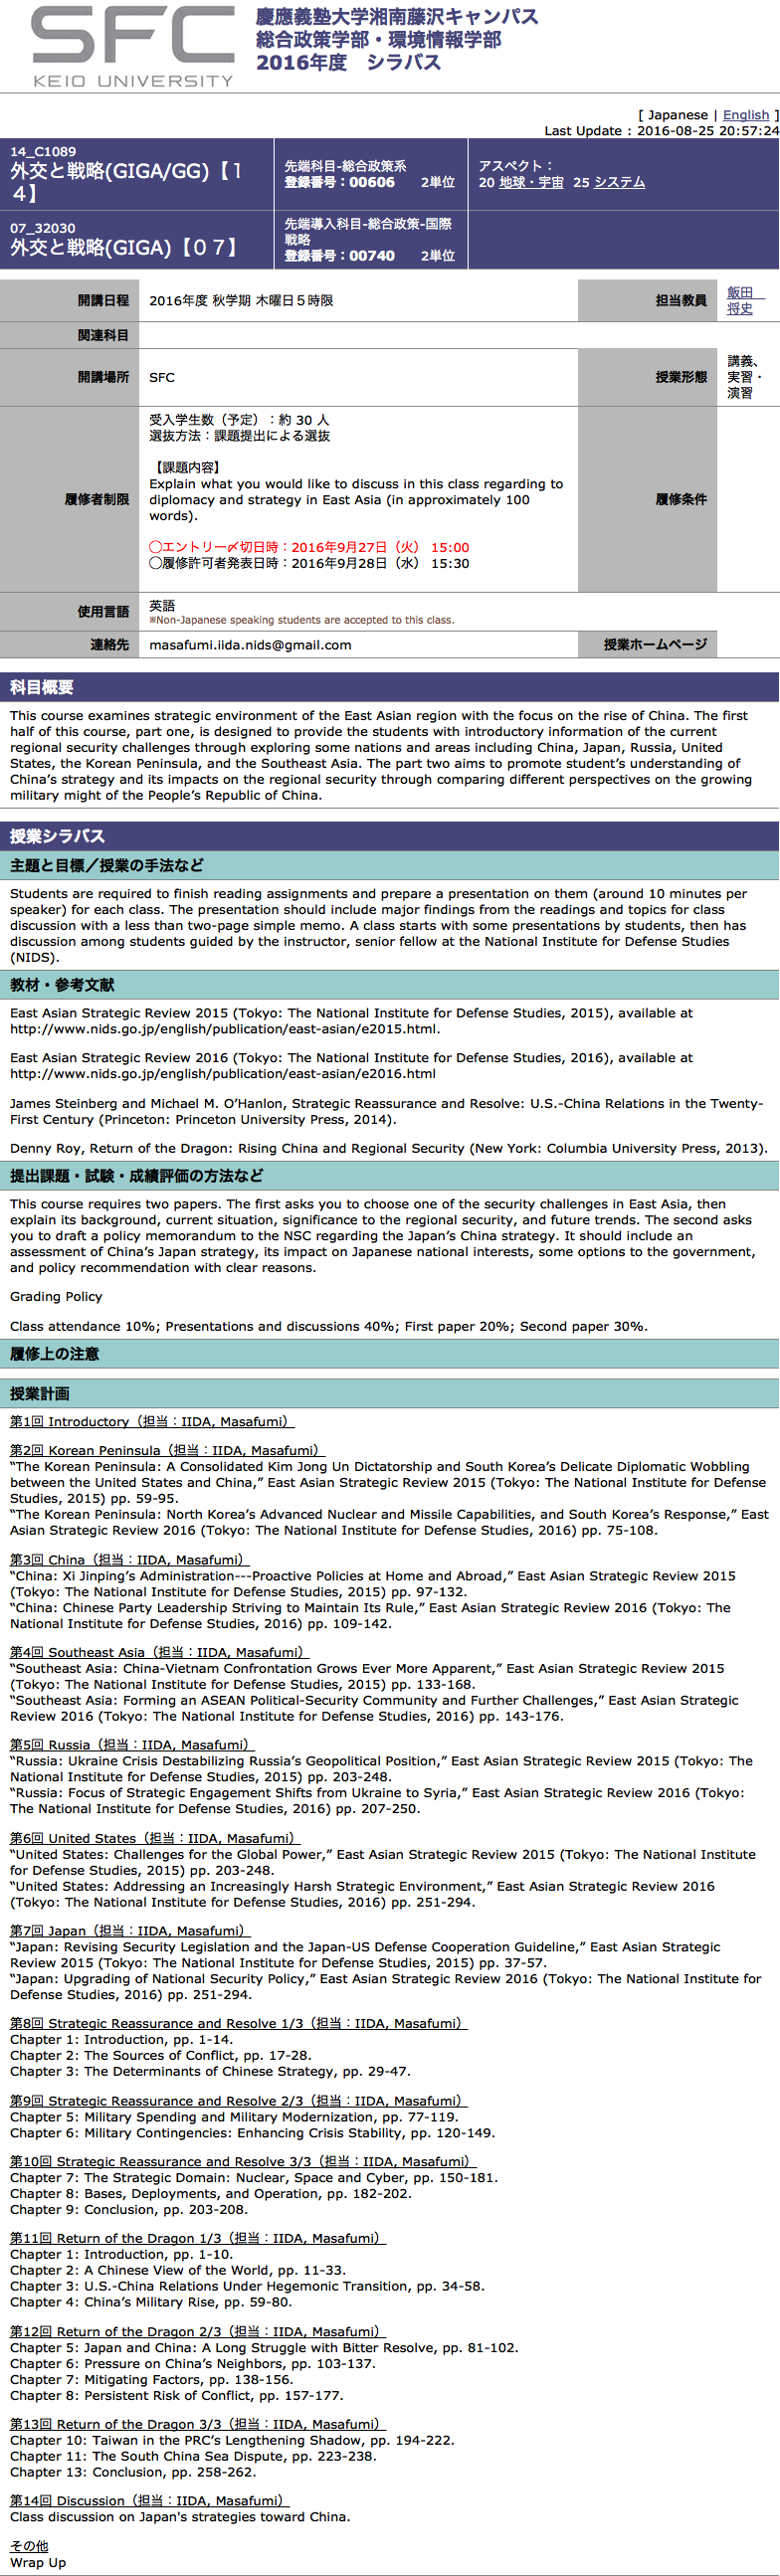 SFC
KEIO UNIVERSITY
慶應義塾大学湘南藤沢キャンパス
総合政策学部・環境情報学部
2016年度　シラバス
[ Japanese | English ]
Last Update : 2016-08-25 20:57:24
14_C1089
外交と戦略(GIGA/GG)【１
４】
先端科目-総合政策系
登録番号：00606 2単位
アスペクト：
20 地球・宇宙 25 システム
07_32030
外交と戦略(GIGA)【０７】
先端導入科目-総合政策-国際
戦略
登録番号：00740 2単位
開講日程
2016年度 秋学期 木曜日５時限
担当教員
飯田
将史
関連科目
開講場所
SFC
授業形態
講義、
実習・
演習
履修者制限
受入学生数（予定）：約 30 人
選抜方法：課題提出による選抜
【課題内容】
Explain what you would like to discuss in this class regarding to
diplomacy and strategy in East Asia (in approximately 100
words).
◯エントリー〆切日時：2016年9月27日（火） 15:00
◯履修許可者発表日時：2016年9月28日（水） 15:30
履修条件
使用言語
英語
※Non-Japanese speaking students are accepted to this class.
連絡先
masafumi.iida.nids@gmail.com
授業ホームページ
科目概要
This course examines strategic environment of the East Asian region with the focus on the rise of China. The first
half of this course, part one, is designed to provide the students with introductory information of the current
regional security challenges through exploring some nations and areas including China, Japan, Russia, United
States, the Korean Peninsula, and the Southeast Asia. The part two aims to promote student’s understanding of
China’s strategy and its impacts on the regional security through comparing different perspectives on the growing
military might of the People’s Republic of China.
授業シラバス
主題と目標／授業の手法など
Students are required to finish reading assignments and prepare a presentation on them (around 10 minutes per
speaker) for each class. The presentation should include major findings from the readings and topics for class
discussion with a less than two-page simple memo. A class starts with some presentations by students, then has
discussion among students guided by the instructor, senior fellow at the National Institute for Defense Studies
(NIDS).
教材・参考文献
East Asian Strategic Review 2015 (Tokyo: The National Institute for Defense Studies, 2015), available at
http://www.nids.go.jp/english/publication/east-asian/e2015.html.
East Asian Strategic Review 2016 (Tokyo: The National Institute for Defense Studies, 2016), available at
http://www.nids.go.jp/english/publication/east-asian/e2016.html
James Steinberg and Michael M. O’Hanlon, Strategic Reassurance and Resolve: U.S.-China Relations in the Twenty-
First Century (Princeton: Princeton University Press, 2014).
Denny Roy, Return of the Dragon: Rising China and Regional Security (New York: Columbia University Press, 2013).
提出課題・試験・成績評価の方法など
This course requires two papers. The first asks you to choose one of the security challenges in East Asia, then
explain its background, current situation, significance to the regional security, and future trends. The second asks
you to draft a policy memorandum to the NSC regarding the Japan’s China strategy. It should include an
assessment of China’s Japan strategy, its impact on Japanese national interests, some options to the government,
and policy recommendation with clear reasons.
Grading Policy
Class attendance 10%; Presentations and discussions 40%; First paper 20%; Second paper 30%.
履修上の注意
授業計画
第1回 Introductory（担当：IIDA, Masafumi）
第2回 Korean Peninsula（担当：IIDA, Masafumi）
“The Korean Peninsula: A Consolidated Kim Jong Un Dictatorship and South Korea’s Delicate Diplomatic Wobbling
between the United States and China,” East Asian Strategic Review 2015 (Tokyo: The National Institute for Defense
Studies, 2015) pp. 59-95.
“The Korean Peninsula: North Korea’s Advanced Nuclear and Missile Capabilities, and South Korea’s Response,” East
Asian Strategic Review 2016 (Tokyo: The National Institute for Defense Studies, 2016) pp. 75-108.
第3回 China（担当：IIDA, Masafumi）
“China: Xi Jinping’s Administration---Proactive Policies at Home and Abroad,” East Asian Strategic Review 2015
(Tokyo: The National Institute for Defense Studies, 2015) pp. 97-132.
“China: Chinese Party Leadership Striving to Maintain Its Rule,” East Asian Strategic Review 2016 (Tokyo: The
National Institute for Defense Studies, 2016) pp. 109-142.
第4回 Southeast Asia（担当：IIDA, Masafumi）
“Southeast Asia: China-Vietnam Confrontation Grows Ever More Apparent,” East Asian Strategic Review 2015
(Tokyo: The National Institute for Defense Studies, 2015) pp. 133-168.
“Southeast Asia: Forming an ASEAN Political-Security Community and Further Challenges,” East Asian Strategic
Review 2016 (Tokyo: The National Institute for Defense Studies, 2016) pp. 143-176.
第5回 Russia（担当：IIDA, Masafumi）
“Russia: Ukraine Crisis Destabilizing Russia’s Geopolitical Position,” East Asian Strategic Review 2015 (Tokyo: The
National Institute for Defense Studies, 2015) pp. 203-248.
“Russia: Focus of Strategic Engagement Shifts from Ukraine to Syria,” East Asian Strategic Review 2016 (Tokyo:
The National Institute for Defense Studies, 2016) pp. 207-250.
第6回 United States（担当：IIDA, Masafumi）
“United States: Challenges for the Global Power,” East Asian Strategic Review 2015 (Tokyo: The National Institute
for Defense Studies, 2015) pp. 203-248.
“United States: Addressing an Increasingly Harsh Strategic Environment,” East Asian Strategic Review 2016
(Tokyo: The National Institute for Defense Studies, 2016) pp. 251-294.
第7回 Japan（担当：IIDA, Masafumi）
“Japan: Revising Security Legislation and the Japan-US Defense Cooperation Guideline,” East Asian Strategic
Review 2015 (Tokyo: The National Institute for Defense Studies, 2015) pp. 37-57.
“Japan: Upgrading of National Security Policy,” East Asian Strategic Review 2016 (Tokyo: The National Institute for
Defense Studies, 2016) pp. 251-294.
第8回 Strategic Reassurance and Resolve 1/3（担当：IIDA, Masafumi）
Chapter 1: Introduction, pp. 1-14.
Chapter 2: The Sources of Conflict, pp. 17-28.
Chapter 3: The Determinants of Chinese Strategy, pp. 29-47.
第9回 Strategic Reassurance and Resolve 2/3（担当：IIDA, Masafumi）
Chapter 5: Military Spending and Military Modernization, pp. 77-119.
Chapter 6: Military Contingencies: Enhancing Crisis Stability, pp. 120-149.
第10回 Strategic Reassurance and Resolve 3/3（担当：IIDA, Masafumi）
Chapter 7: The Strategic Domain: Nuclear, Space and Cyber, pp. 150-181.
Chapter 8: Bases, Deployments, and Operation, pp. 182-202.
Chapter 9: Conclusion, pp. 203-208.
第11回 Return of the Dragon 1/3（担当：IIDA, Masafumi）
Chapter 1: Introduction, pp. 1-10.
Chapter 2: A Chinese View of the World, pp. 11-33.
Chapter 3: U.S.-China Relations Under Hegemonic Transition, pp. 34-58.
Chapter 4: China’s Military Rise, pp. 59-80.
第12回 Return of the Dragon 2/3（担当：IIDA, Masafumi）
Chapter 5: Japan and China: A Long Struggle with Bitter Resolve, pp. 81-102.
Chapter 6: Pressure on China’s Neighbors, pp. 103-137.
Chapter 7: Mitigating Factors, pp. 138-156.
Chapter 8: Persistent Risk of Conflict, pp. 157-177.
第13回 Return of the Dragon 3/3（担当：IIDA, Masafumi）
Chapter 10: Taiwan in the PRC’s Lengthening Shadow, pp. 194-222.
Chapter 11: The South China Sea Dispute, pp. 223-238.
Chapter 13: Conclusion, pp. 258-262.
第14回 Discussion（担当：IIDA, Masafumi）
Class discussion on Japan's strategies toward China.
その他
Wrap Up